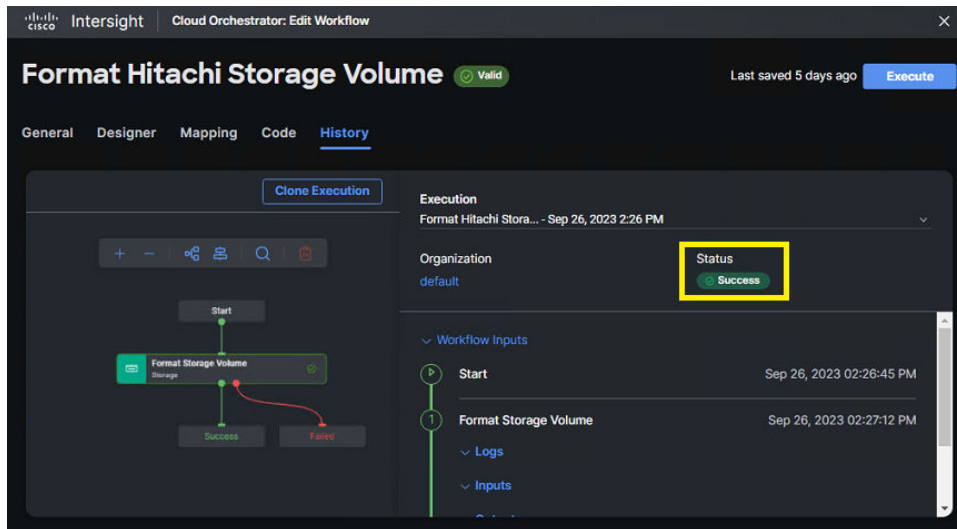 cisco Intersight Cloud Orchestrator: Edit Workflow
Format Hitachi Storage Volume Valid
Last saved 5 days ago Execute
General Designer Mapping Code History
Clone Execution
Start
Format Storage Volume
Storage
Success Failed
Execution
Format Hitachi Stora... - Sep 26, 2023 2:26 PM
Organization Status
default Success
Workflow Inputs
Start Sep 26, 2023 02:26:45 PM
1 Format Storage Volume Sep 26, 2023 02:27:12 PM
Logs
Inputs